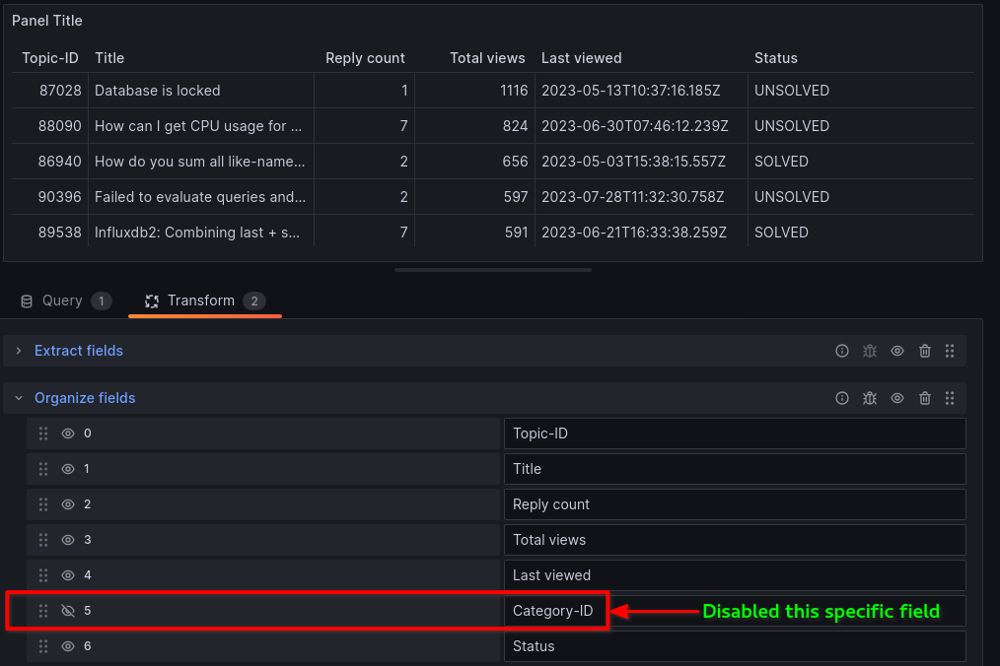 Panel Title
Topic-ID Title Reply count Total views Last viewed Status
87028 Database is locked 1 1116 2023-05-13T10:37:16.185Z UNSOLVED
88090 How can I get CPU usage for ... 7 824 2023-06-30T07:46:12.239Z UNSOLVED
86940 How do you sum all like-name... 2 656 2023-05-03T15:38:15.557Z SOLVED
90396 Failed to evaluate queries and... 2 597 2023-07-28T11:32:30.758Z UNSOLVED
89538 Influxdb2: Combining last + s... 7 591 2023-06-21T16:33:38.259Z SOLVED
Query 1 Transform 2
Extract fields
Organize fields
0 Topic-ID
1 Title
2 Reply count
3 Total views
4 Last viewed
5 Category-ID Disabled this specific field
6 Status